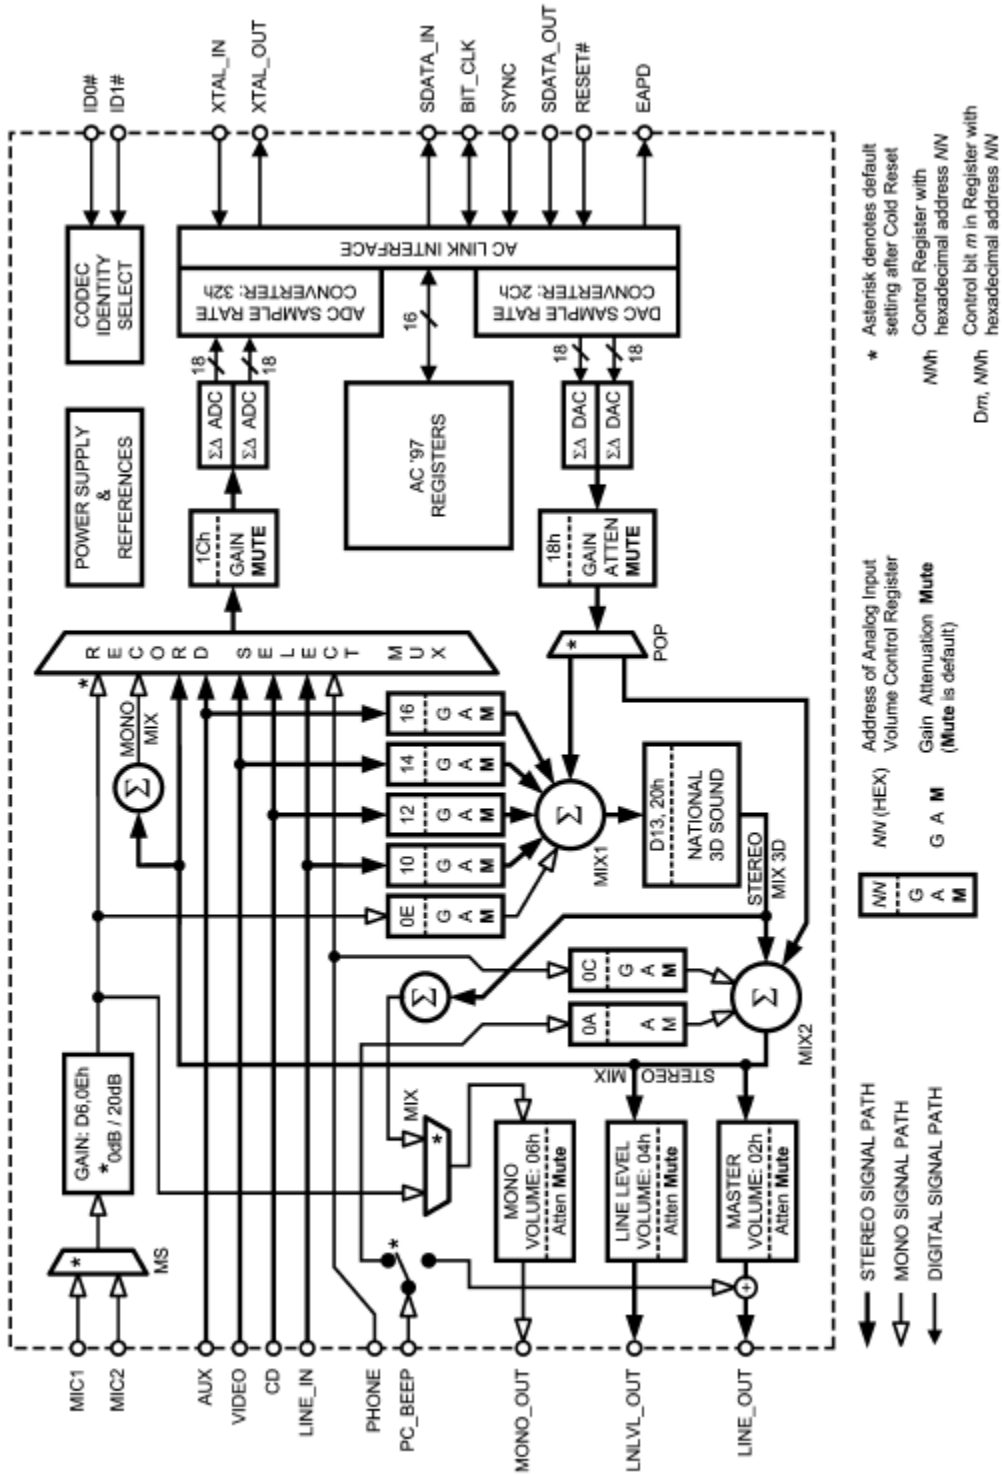 MIC1
MIC2
AUX
VIDEO
CD
LINE_IN
PHONE
PC_BEEP
MONO_OUT
LNLVL_OUT
LINE_OUT
*
MS
GAIN: D6,0Eh
*0dB / 20dB
*
MIX
*
MONO
VOLUME: 06h
Atten Mute
LINE LEVEL
VOLUME: 04h
Atten Mute
MASTER
VOLUME: 02h
Atten Mute
+
STEREO
MIX
Σ
MONO
MIX
Σ
0E
G
A
M
10
G
A
M
12
G
A
M
14
G
A
M
16
G
A
M
0A
A
M
0C
G
A
M
Σ
MIX1
Σ
MIX2
D13, 20h
NATIONAL
3D SOUND
STEREO
MIX 3D
*
RECORD SELECT MUX
*
POP
POWER SUPPLY
&
REFERENCES
CODEC
IDENTITY
SELECT
1Ch
GAIN
MUTE
ΣΔ ADC
ΣΔ ADC
18
18
AC '97
REGISTERS
16
18h
GAIN
ATTEN
MUTE
ΣΔ DAC
ΣΔ DAC
18
18
ADC SAMPLE RATE
CONVERTER: 32h
DAC SAMPLE RATE
CONVERTER: 2Ch
AC LINK INTERFACE
ID0#
ID1#
XTAL_IN
XTAL_OUT
SDATA_IN
BIT_CLK
SYNC
SDATA_OUT
RESET#
EAPD
STEREO SIGNAL PATH
MONO SIGNAL PATH
DIGITAL SIGNAL PATH
NN
G
A
M
NN (HEX) Address of Analog Input
Volume Control Register
G A M Gain Attenuation Mute
(Mute is default)
* Asterisk denotes default
setting after Cold Reset
NNh Control Register with
hexadecimal address NN
Dm, NNh Control bit m in Register with
hexadecimal address NN